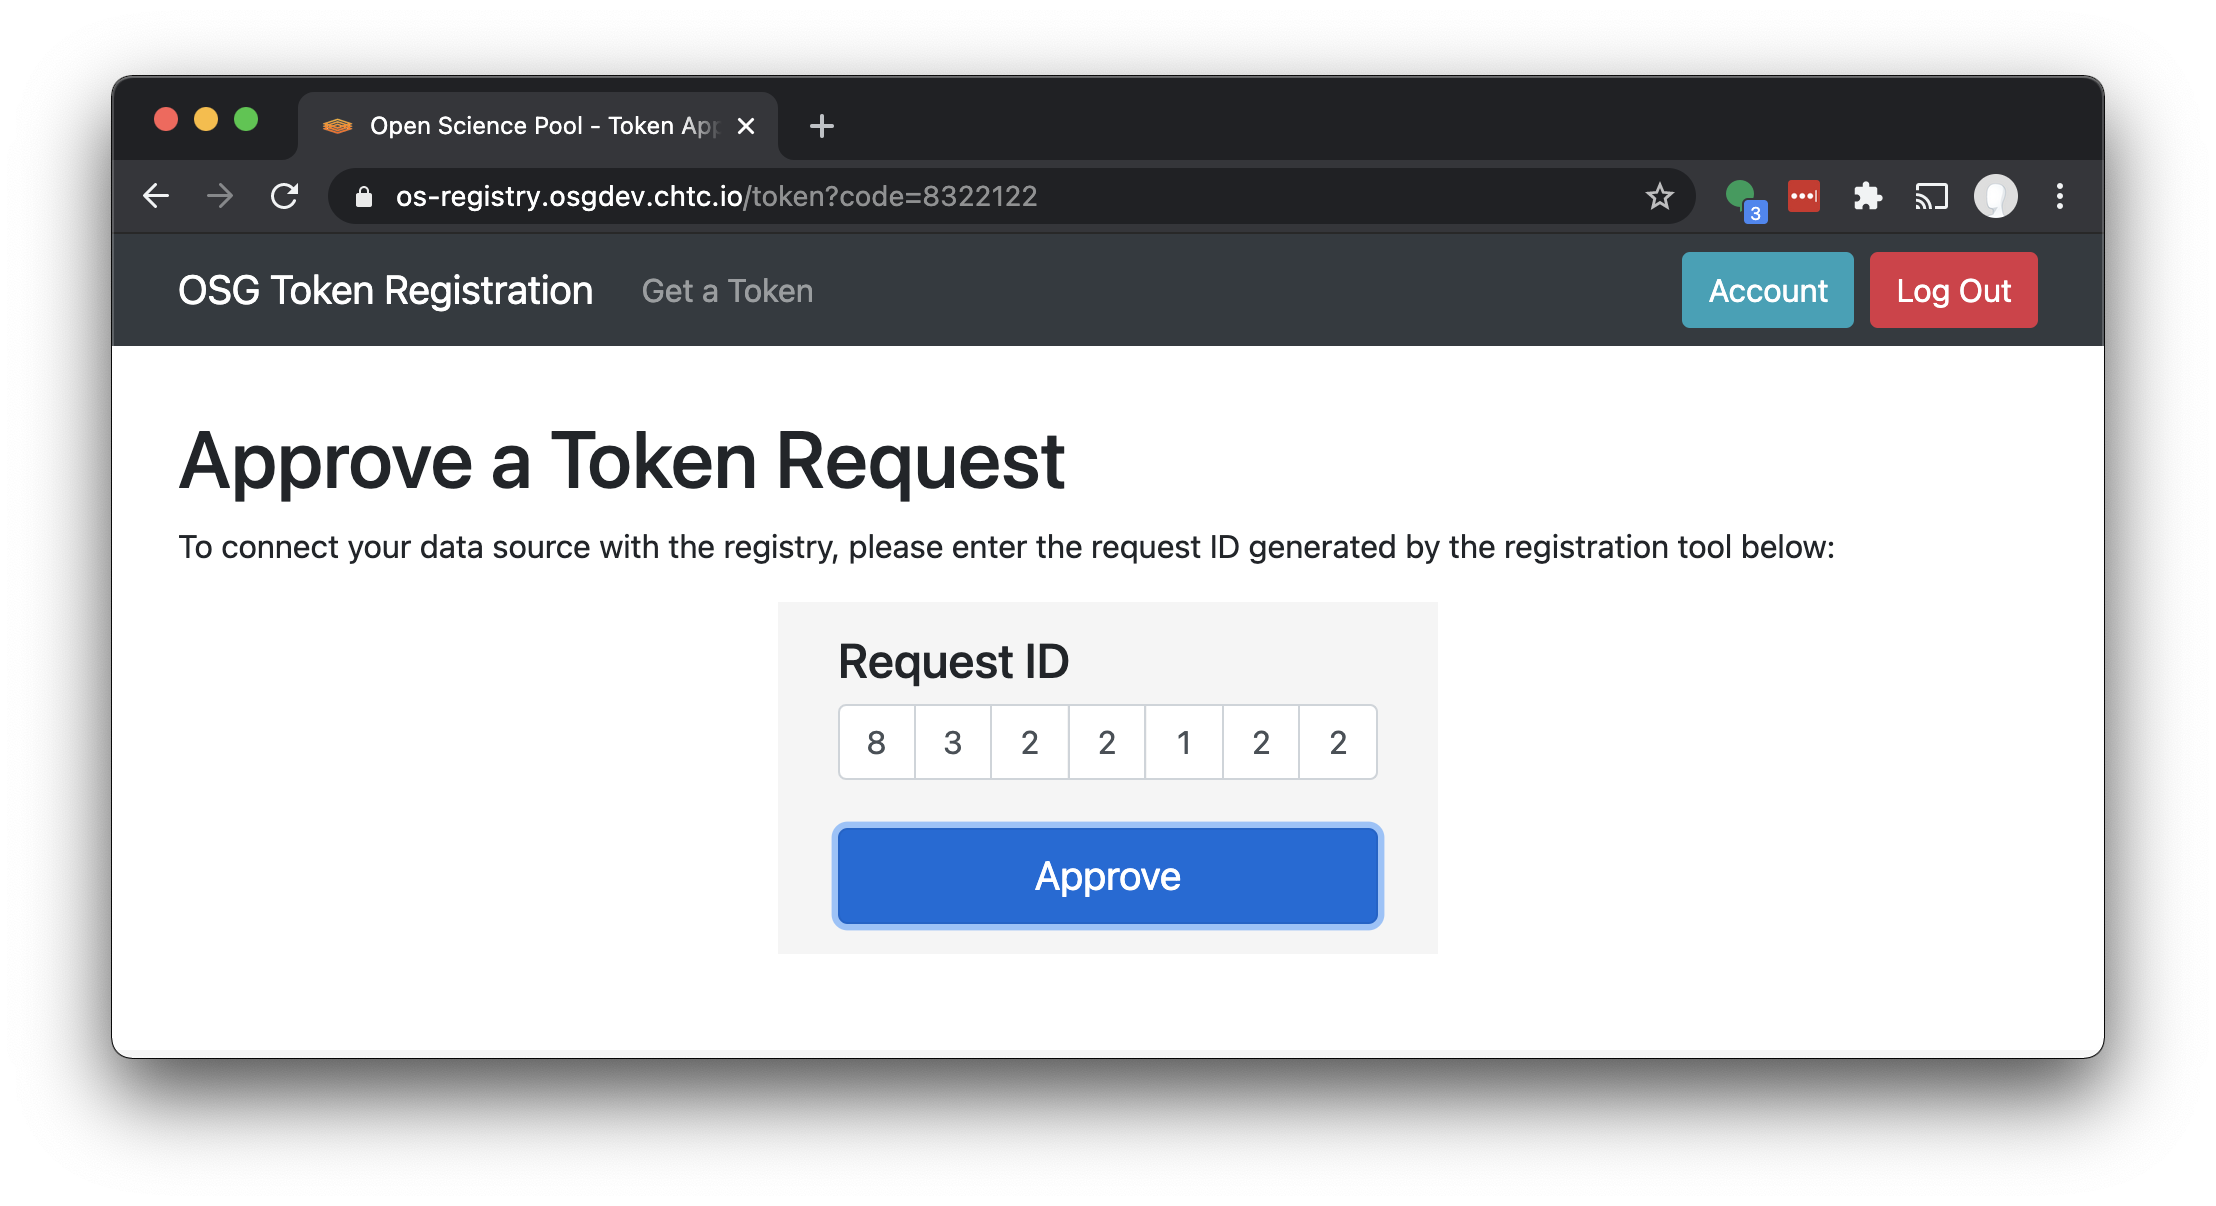 Open Science Pool - Token App
os-registry.osgdev.chtc.io/token?code=8322122
3
OSG Token Registration Get a Token Account Log Out
Approve a Token Request
To connect your data source with the registry, please enter the request ID generated by the registration tool below:
Request ID
8 3 2 2 1 2 2
Approve